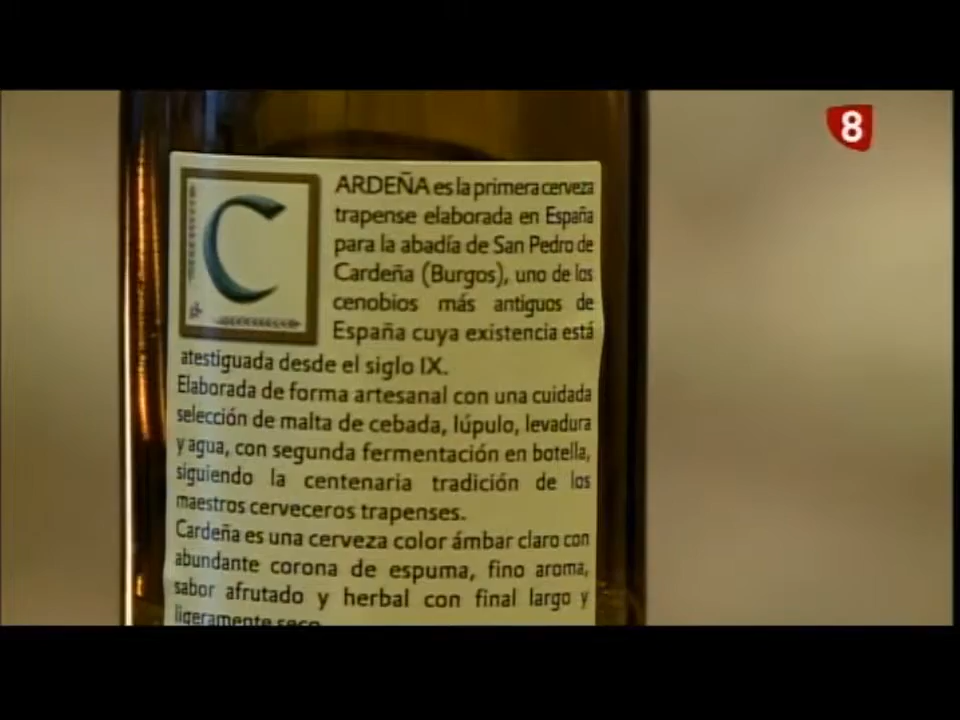 8
CARDEÑA es la primera cerveza
trapense elaborada en España
para la abadía de San Pedro de
Cardeña (Burgos), uno de los
cenobios más antiguos de
España cuya existencia está
atestiguada desde el siglo IX.
Elaborada de forma artesanal con una cuidada
selección de malta de cebada, lúpulo, levadura
y agua, con segunda fermentación en botella,
siguiendo la centenaria tradición de los
maestros cerveceros trapenses.
Cardeña es una cerveza color ámbar claro con
abundante corona de espuma, fino aroma,
sabor afrutado y herbal con final largo y
ligeramente seco